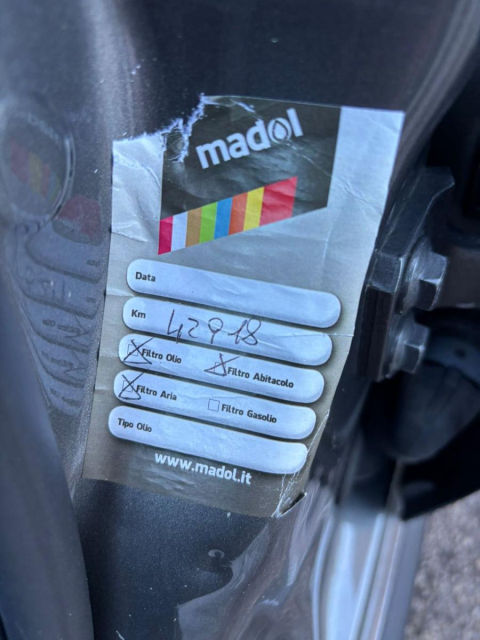 madol
Data
Km 42918
Filtro Olio Filtro Abitacolo
Filtro Aria Filtro Gasolio
Tipo Olio
www.madol.it